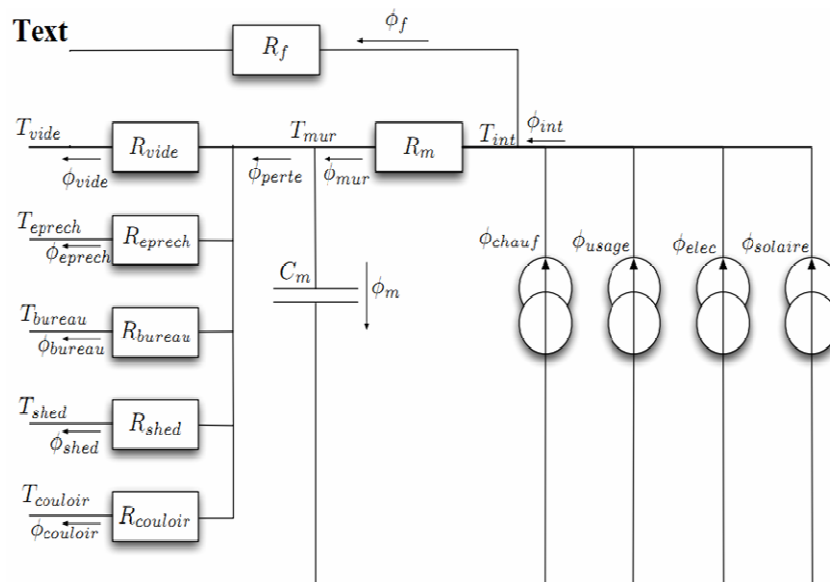 Text
R_f
ϕ_f
T_vide
R_vide
ϕ_vide
T_mur
ϕ_perte
ϕ_mur
R_m
T_int
ϕ_int
T_eprech
R_eprech
ϕ_eprech
C_m
ϕ_m
ϕ_chauf
ϕ_usage
ϕ_elec
ϕ_solaire
T_bureau
R_bureau
ϕ_bureau
T_shed
R_shed
ϕ_shed
T_couloir
R_couloir
ϕ_couloir